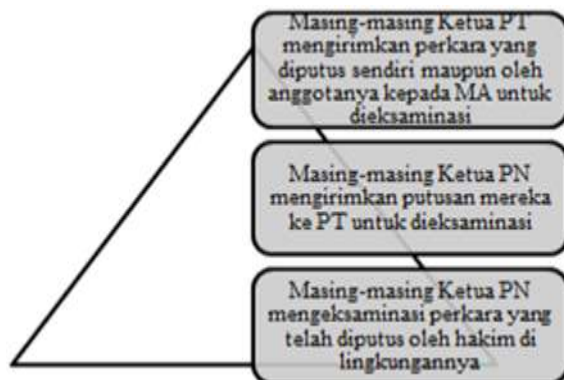 Masing-masing Ketua PT
mengirimkan perkara yang
diputus sendiri maupun oleh
anggotanya kepada MA untuk
dieksaminasi
Masing-masing Ketua PN
mengirimkan putusan mereka
ke PT untuk dieksaminasi
Masing-masing Ketua PN
mengeksaminasi perkara yang
telah diputus oleh hakim di
lingkungannya